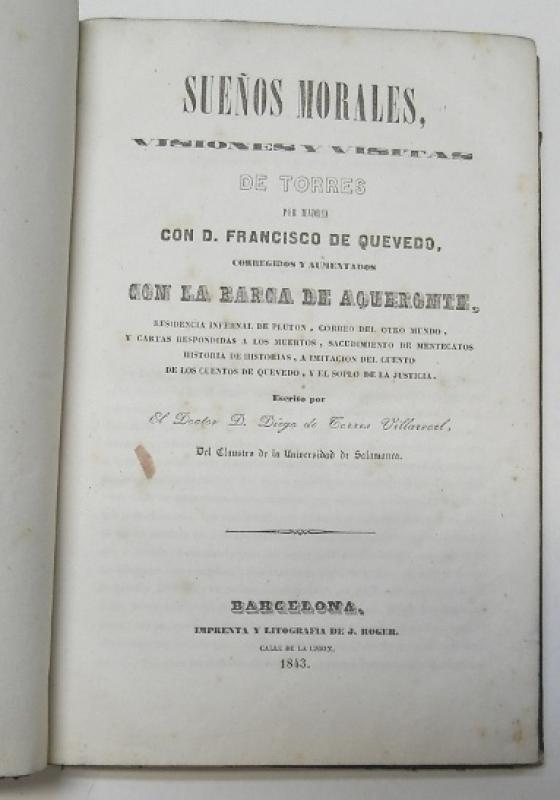 SUEÑOS MORALES,
VISIONES Y VISITAS
DE TORRES
POR MADRID
CON D. FRANCISCO DE QUEVEDO,
CORREGIDOS Y AUMENTADOS
CON LA BARCA DE AQUERONTE,
RESIDENCIA INFERNAL DE PLUTON, CORREO DEL OTRO MUNDO,
Y CARTAS RESPONDIDAS A LOS MUERTOS, SACUDIMIENTO DE MENTECATOS
HISTORIA DE HISTORIAS, A IMITACION DEL CUENTO
DE LOS CUENTOS DE QUEVEDO, Y EL SOPLO DE LA JUSTICIA.
Escrito por
El Doctor D. Diego de Torres Villarroel,
Del Claustro de la Universidad de Salamanca.
BARCELONA,
IMPRENTA Y LITOGRAFIA DE J. ROGER.
CALLE DE LA UNION,
1843.